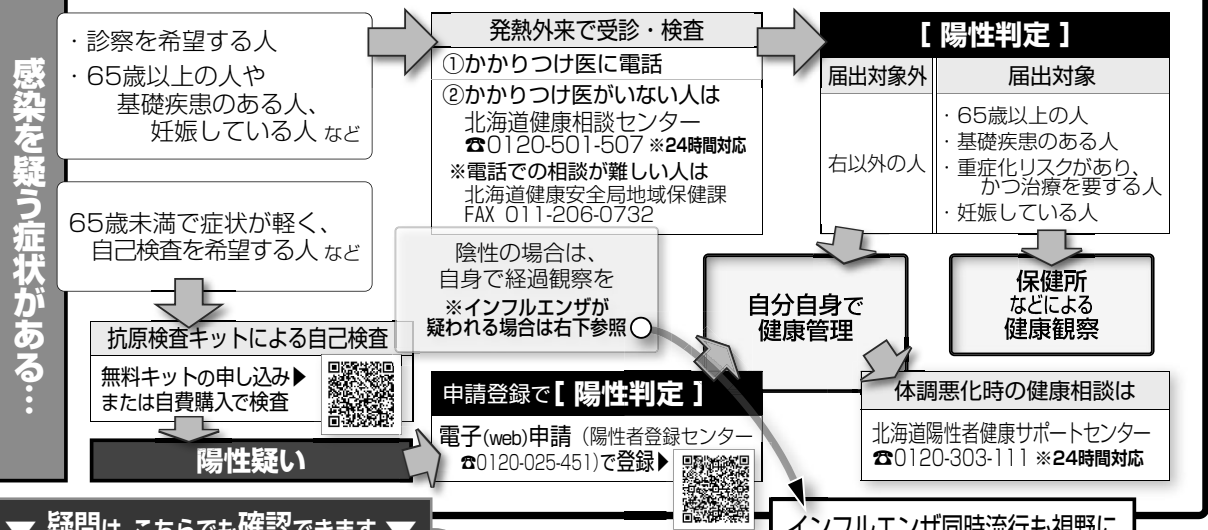 感染を疑う症状がある…
・診察を希望する人
・65歳以上の人や
基礎疾患のある人、
妊娠している人 など
65歳未満で症状が軽く、
自己検査を希望する人 など
発熱外来で受診・検査
①かかりつけ医に電話
②かかりつけ医がいない人は
北海道健康相談センター
☎0120-501-507 ※24時間対応
※電話での相談が難しい人は
北海道健康安全局地域保健課
FAX 011-206-0732
[ 陽性判定 ]
届出対象外
右以外の人
届出対象
・65歳以上の人
・基礎疾患のある人
・重症化リスクがあり、
かつ治療を要する人
・妊娠している人
陰性の場合は、
自身で経過観察を
※インフルエンザが
疑われる場合は右下参照
自分自身で
健康管理
保健所
などによる
健康観察
抗原検査キットによる自己検査
無料キットの申し込み▶
または自費購入で検査
陽性疑い
申請登録で[ 陽性判定 ]
電子(web)申請（陽性者登録センター
☎0120-025-451)で登録▶
体調悪化時の健康相談は
北海道陽性者健康サポートセンター
☎0120-303-111 ※24時間対応
▼ 疑問は、こちらでも確認できます ▼
インフルエンザ同時流行も視野に